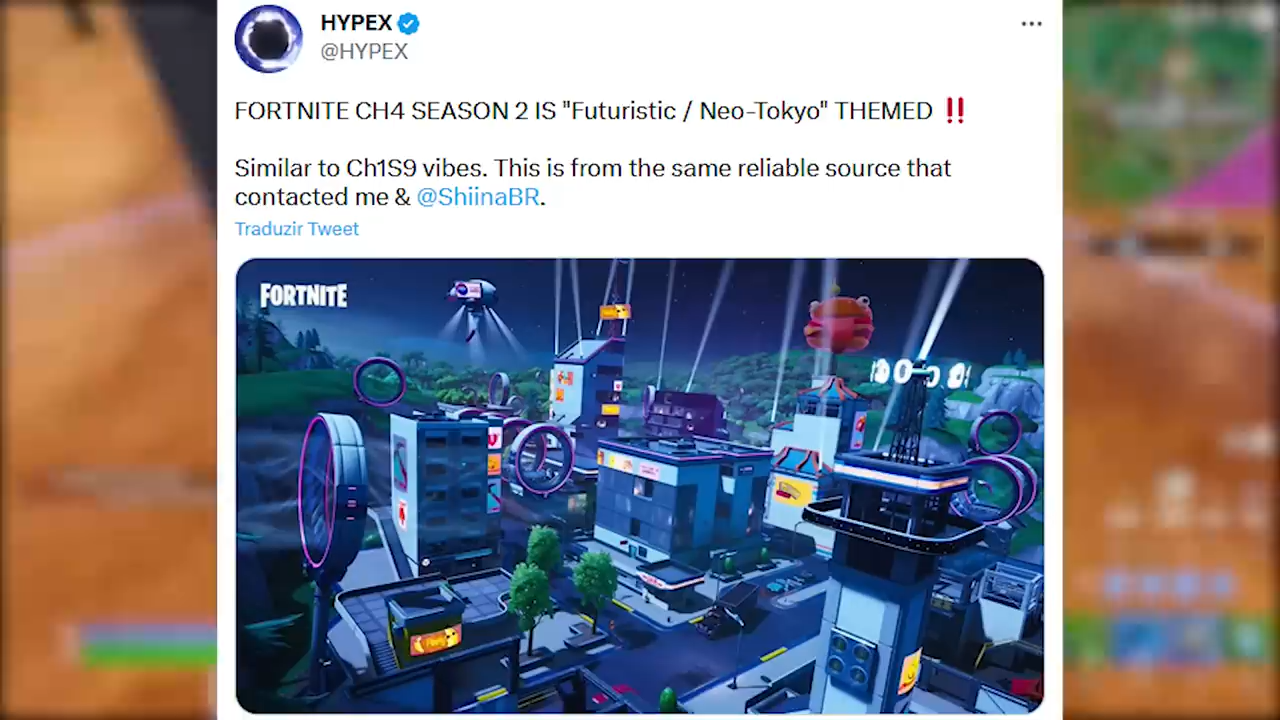 HYPEX
@HYPEX
FORTNITE CH4 SEASON 2 IS "Futuristic / Neo-Tokyo" THEMED ‼️
Similar to Ch1S9 vibes. This is from the same reliable source that
contacted me & @ShiinaBR.
Traduzir Tweet
FORTNITE